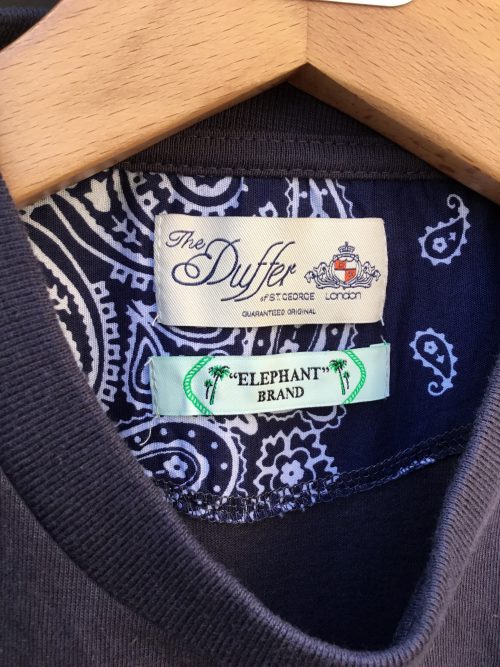 The Duffer
of ST. GEORGE London
GUARANTEED ORIGINAL
"ELEPHANT"
BRAND